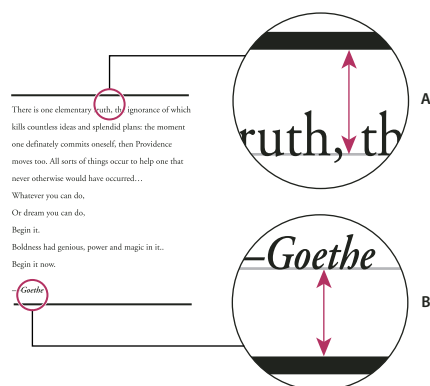 There is one elementary truth, the ignorance of which
kills countless ideas and splendid plans: the moment
one definately commits oneself, then Providence
moves too. All sorts of things occur to help one that
never otherwise would have occurred…
Whatever you can do,
Or dream you can do,
Begin it.
Boldness had genious, power and magic in it..
Begin it now.
–Goethe
ruth, th
A
–Goethe
B